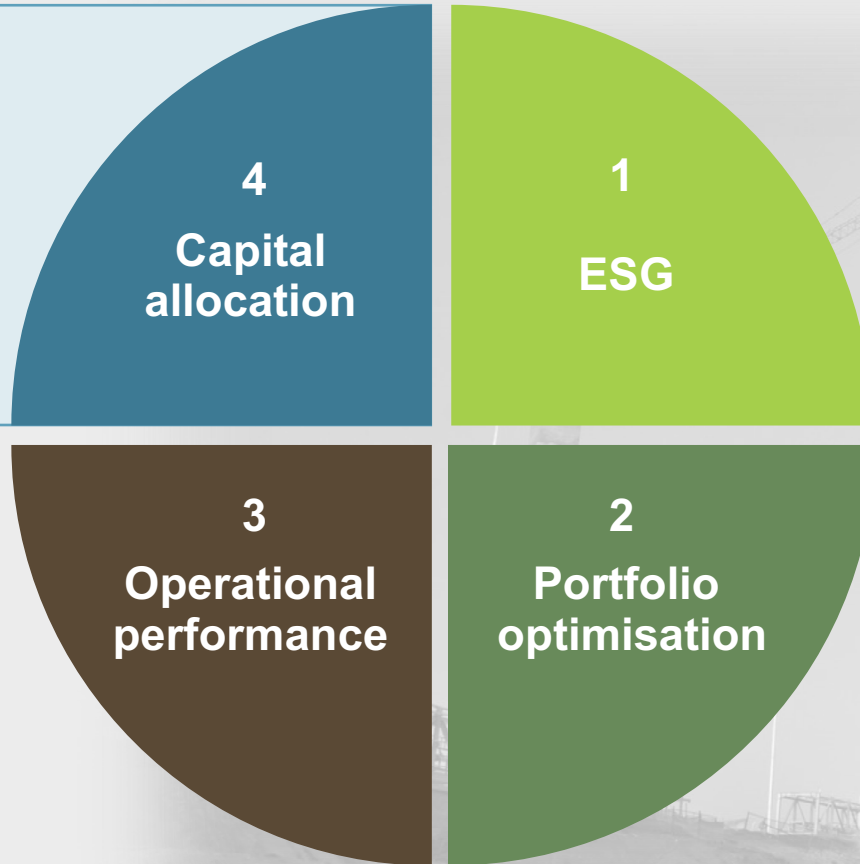 4
Capital
allocation
1
ESG
3
Operational
performance
2
Portfolio
optimisation